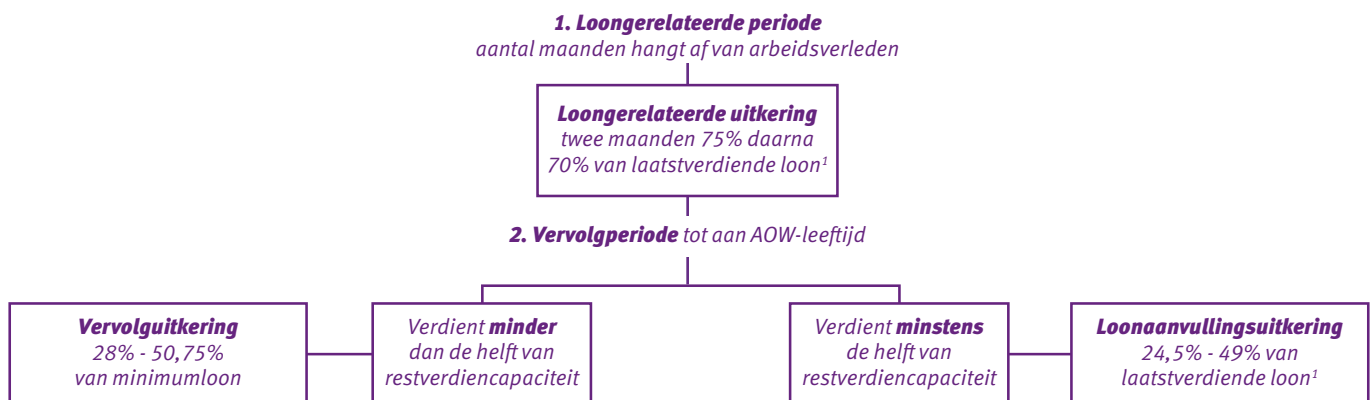 1. Loongerelateerde periode
aantal maanden hangt af van arbeidsverleden
Loongerelateerde uitkering
twee maanden 75% daarna
70% van laatstverdiende loon¹
2. Vervolgperiode tot aan AOW-leeftijd
Vervolguitkering
28% - 50,75%
van minimumloon
Verdient minder
dan de helft van
restverdiencapaciteit
Verdient minstens
de helft van
restverdiencapaciteit
Loonaanvullingsuitkering
24,5% - 49% van
laatstverdiende loon¹